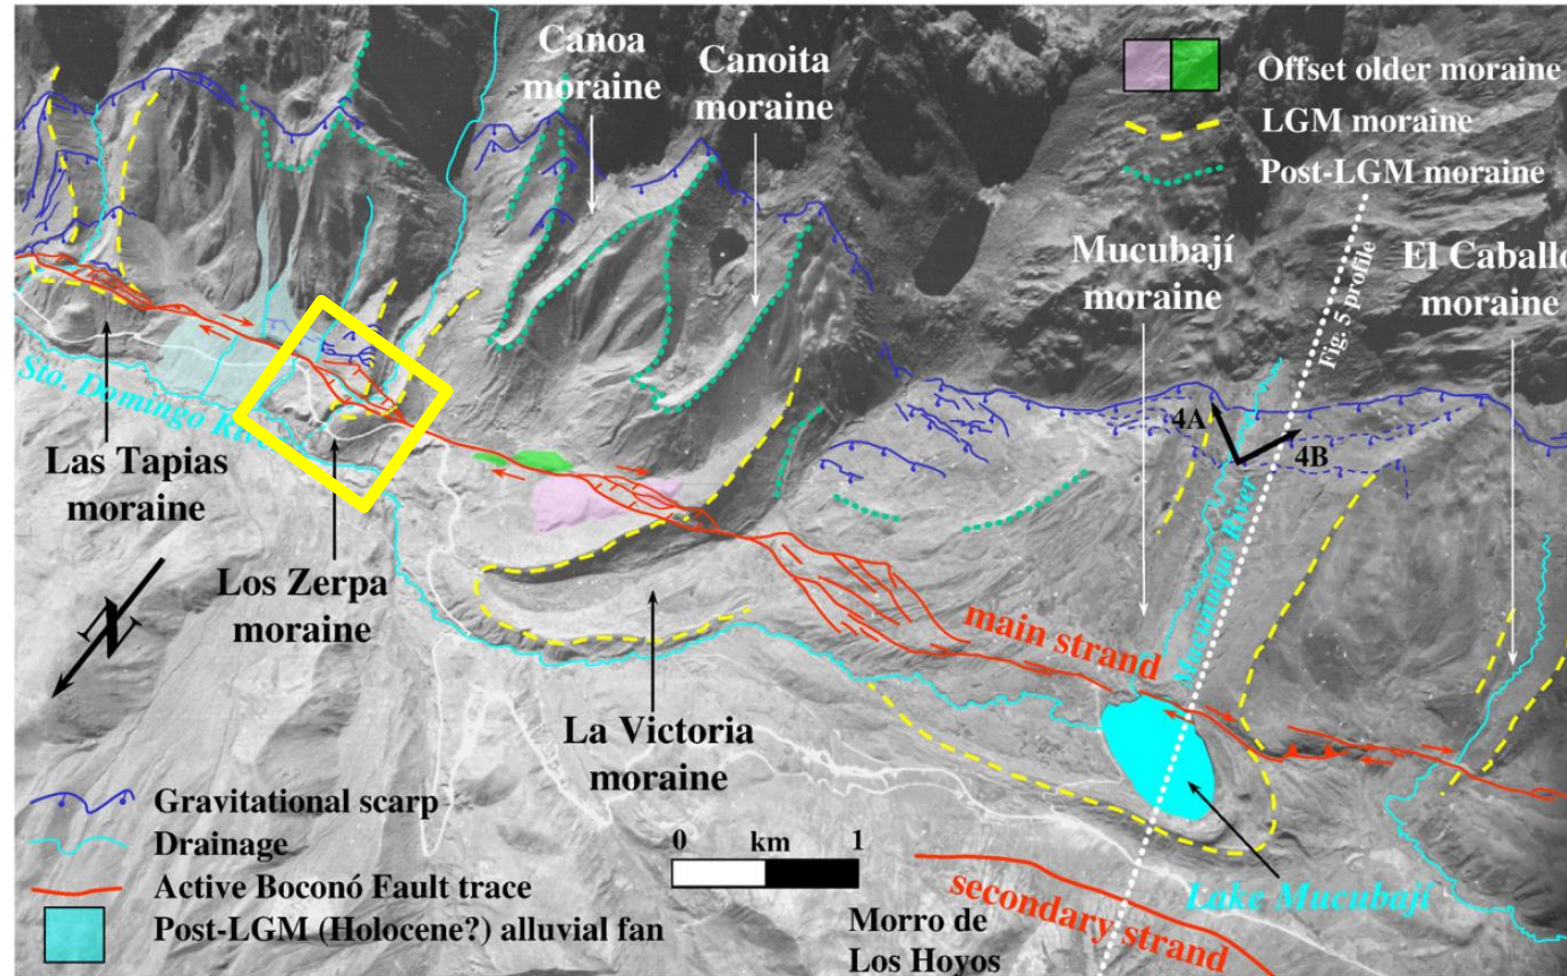 Canoa
moraine
Canoita
moraine
Offset older moraine
LGM moraine
Post-LGM moraine
Mucubají
moraine
Fig. 5 profile
El Caballo
moraine
4A
4B
Sto. Domingo River
Las Tapias
moraine
Los Zerpa
moraine
N
Mucuñuque River
main strand
La Victoria
moraine
Gravitational scarp
Drainage
Active Boconó Fault trace
Post-LGM (Holocene?) alluvial fan
0 km 1
Lake Mucubají
secondary strand
Morro de
Los Hoyos